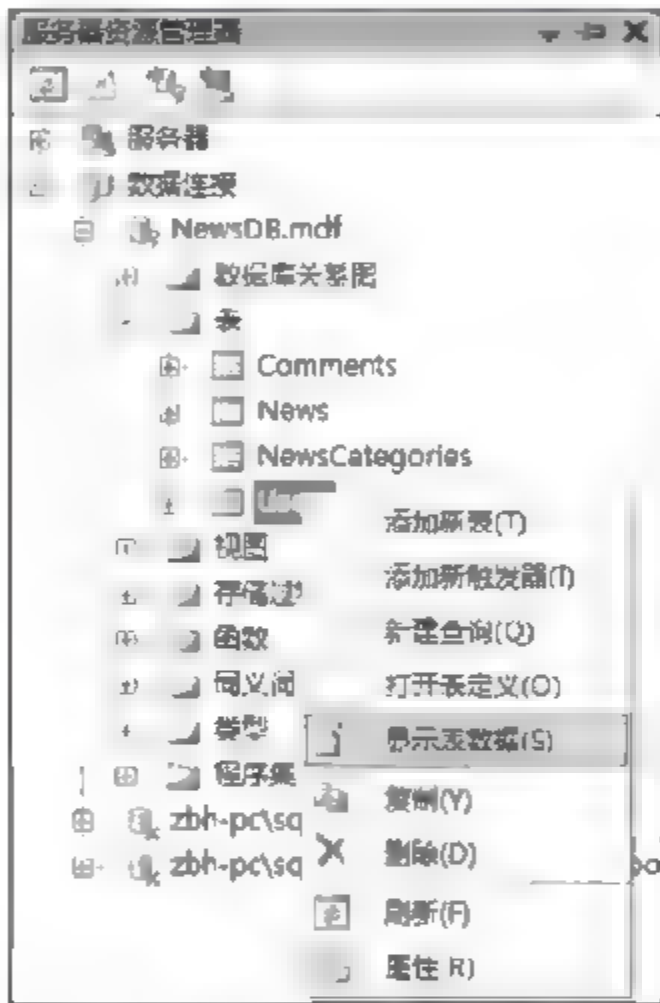 服务器资源管理器
服务器
数据连接
NewsDB.mdf
数据库关系图
表
Comments
News
NewsCategories
添加新表(T)
视图
添加新触发器(T)
存储过
新建查询(Q)
函数
打开表定义(O)
同义词
显示表数据(S)
类型
程序集
复制(Y)
zbh-pc\sq
删除(D)
zbh-pc\sq
刷新(F)
属性 R)